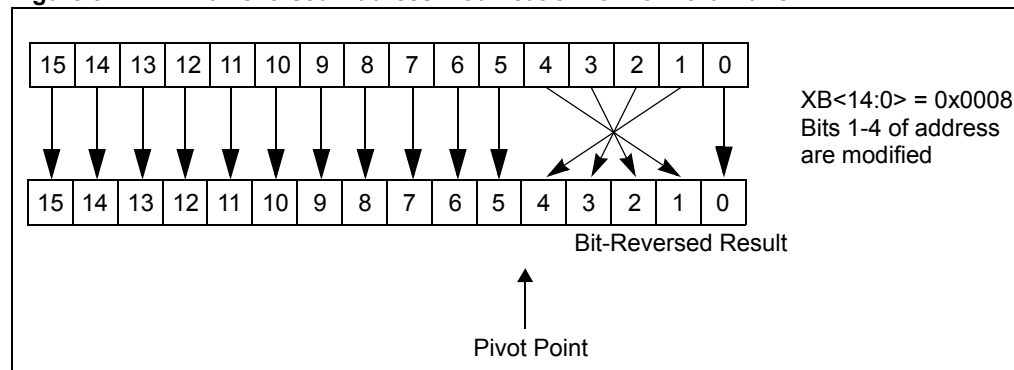 15 14 13 12 11 10 9 8 7 6 5 4 3 2 1 0
XB<14:0> = 0x0008
Bits 1-4 of address
are modified
15 14 13 12 11 10 9 8 7 6 5 4 3 2 1 0
Bit-Reversed Result
Pivot Point